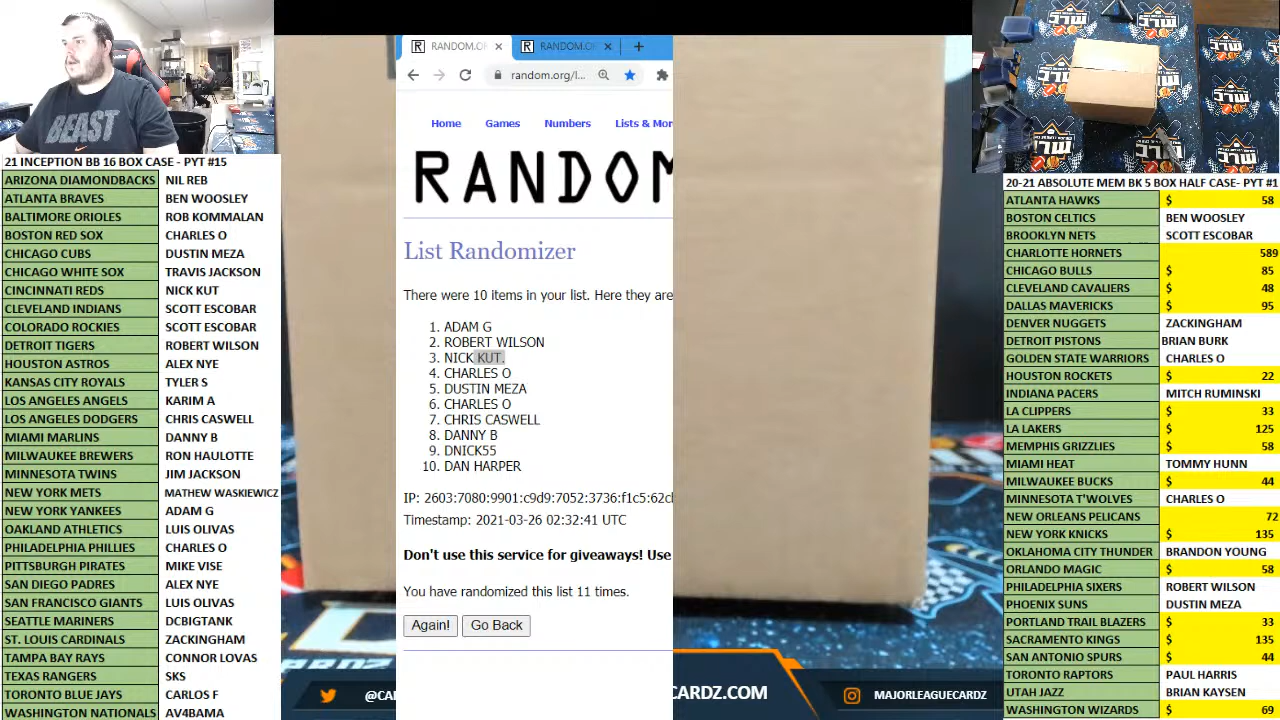 BEAST
21 INCEPTION BB 16 BOX CASE - PYT #15
ARIZONA DIAMONDBACKS NIL REB
ATLANTA BRAVES BEN WOOSLEY
BALTIMORE ORIOLES ROB KOMMALAN
BOSTON RED SOX CHARLES O
CHICAGO CUBS DUSTIN MEZA
CHICAGO WHITE SOX TRAVIS JACKSON
CINCINNATI REDS NICK KUT
CLEVELAND INDIANS SCOTT ESCOBAR
COLORADO ROCKIES SCOTT ESCOBAR
DETROIT TIGERS ROBERT WILSON
HOUSTON ASTROS ALEX NYE
KANSAS CITY ROYALS TYLER S
LOS ANGELES ANGELS KARIM A
LOS ANGELES DODGERS CHRIS CASWELL
MIAMI MARLINS DANNY B
MILWAUKEE BREWERS RON HAULOTTE
MINNESOTA TWINS JIM JACKSON
NEW YORK METS MATHEW WASKIEWICZ
NEW YORK YANKEES ADAM G
OAKLAND ATHLETICS LUIS OLIVAS
PHILADELPHIA PHILLIES CHARLES O
PITTSBURGH PIRATES MIKE VISE
SAN DIEGO PADRES ALEX NYE
SAN FRANCISCO GIANTS LUIS OLIVAS
SEATTLE MARINERS DCBIGTANK
ST. LOUIS CARDINALS ZACKINGHAM
TAMPA BAY RAYS CONNOR LOVAS
TEXAS RANGERS SKS
TORONTO BLUE JAYS CARLOS F
WASHINGTON NATIONALS AV4BAMA
RANDOM.OR RANDOM.OR
random.org/l...
Home Games Numbers Lists & Mor
RANDOM
List Randomizer
There were 10 items in your list. Here they are
1. ADAM G
2. ROBERT WILSON
3. NICK KUT.
4. CHARLES O
5. DUSTIN MEZA
6. CHARLES O
7. CHRIS CASWELL
8. DANNY B
9. DNICK55
10. DAN HARPER
IP: 2603:7080:9901:c9d9:7052:3736:f1c5:62cl
Timestamp: 2021-03-26 02:32:41 UTC
Don't use this service for giveaways! Use
You have randomized this list 11 times.
Again! Go Back
@CA
CARDZ.COM
MAJORLEAGUECARDZ
20-21 ABSOLUTE MEM BK 5 BOX HALF CASE- PYT #1
ATLANTA HAWKS $ 58
BOSTON CELTICS BEN WOOSLEY
BROOKLYN NETS SCOTT ESCOBAR
CHARLOTTE HORNETS 589
CHICAGO BULLS $ 85
CLEVELAND CAVALIERS $ 48
DALLAS MAVERICKS $ 95
DENVER NUGGETS ZACKINGHAM
DETROIT PISTONS BRIAN BURK
GOLDEN STATE WARRIORS CHARLES O
HOUSTON ROCKETS $ 22
INDIANA PACERS MITCH RUMINSKI
LA CLIPPERS $ 33
LA LAKERS $ 125
MEMPHIS GRIZZLIES $ 58
MIAMI HEAT TOMMY HUNN
MILWAUKEE BUCKS $ 44
MINNESOTA T'WOLVES CHARLES O
NEW ORLEANS PELICANS 72
NEW YORK KNICKS $ 135
OKLAHOMA CITY THUNDER BRANDON YOUNG
ORLANDO MAGIC $ 58
PHILADELPHIA SIXERS ROBERT WILSON
PHOENIX SUNS DUSTIN MEZA
PORTLAND TRAIL BLAZERS $ 33
SACRAMENTO KINGS $ 135
SAN ANTONIO SPURS $ 44
TORONTO RAPTORS PAUL HARRIS
UTAH JAZZ BRIAN KAYSEN
WASHINGTON WIZARDS $ 69